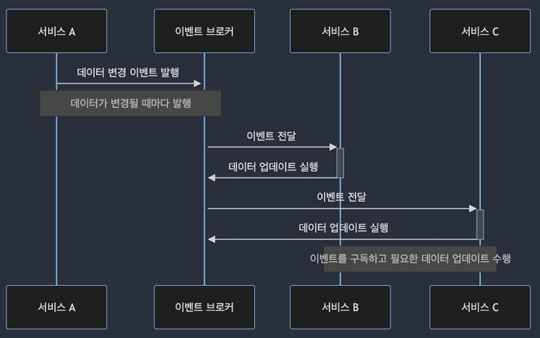 서비스 A
이벤트 브로커
서비스 B
서비스 C
데이터 변경 이벤트 발행
데이터가 변경될 때마다 발행
이벤트 전달
데이터 업데이트 실행
이벤트 전달
데이터 업데이트 실행
이벤트를 구독하고 필요한 데이터 업데이트 수행
서비스 A
이벤트 브로커
서비스 B
서비스 C